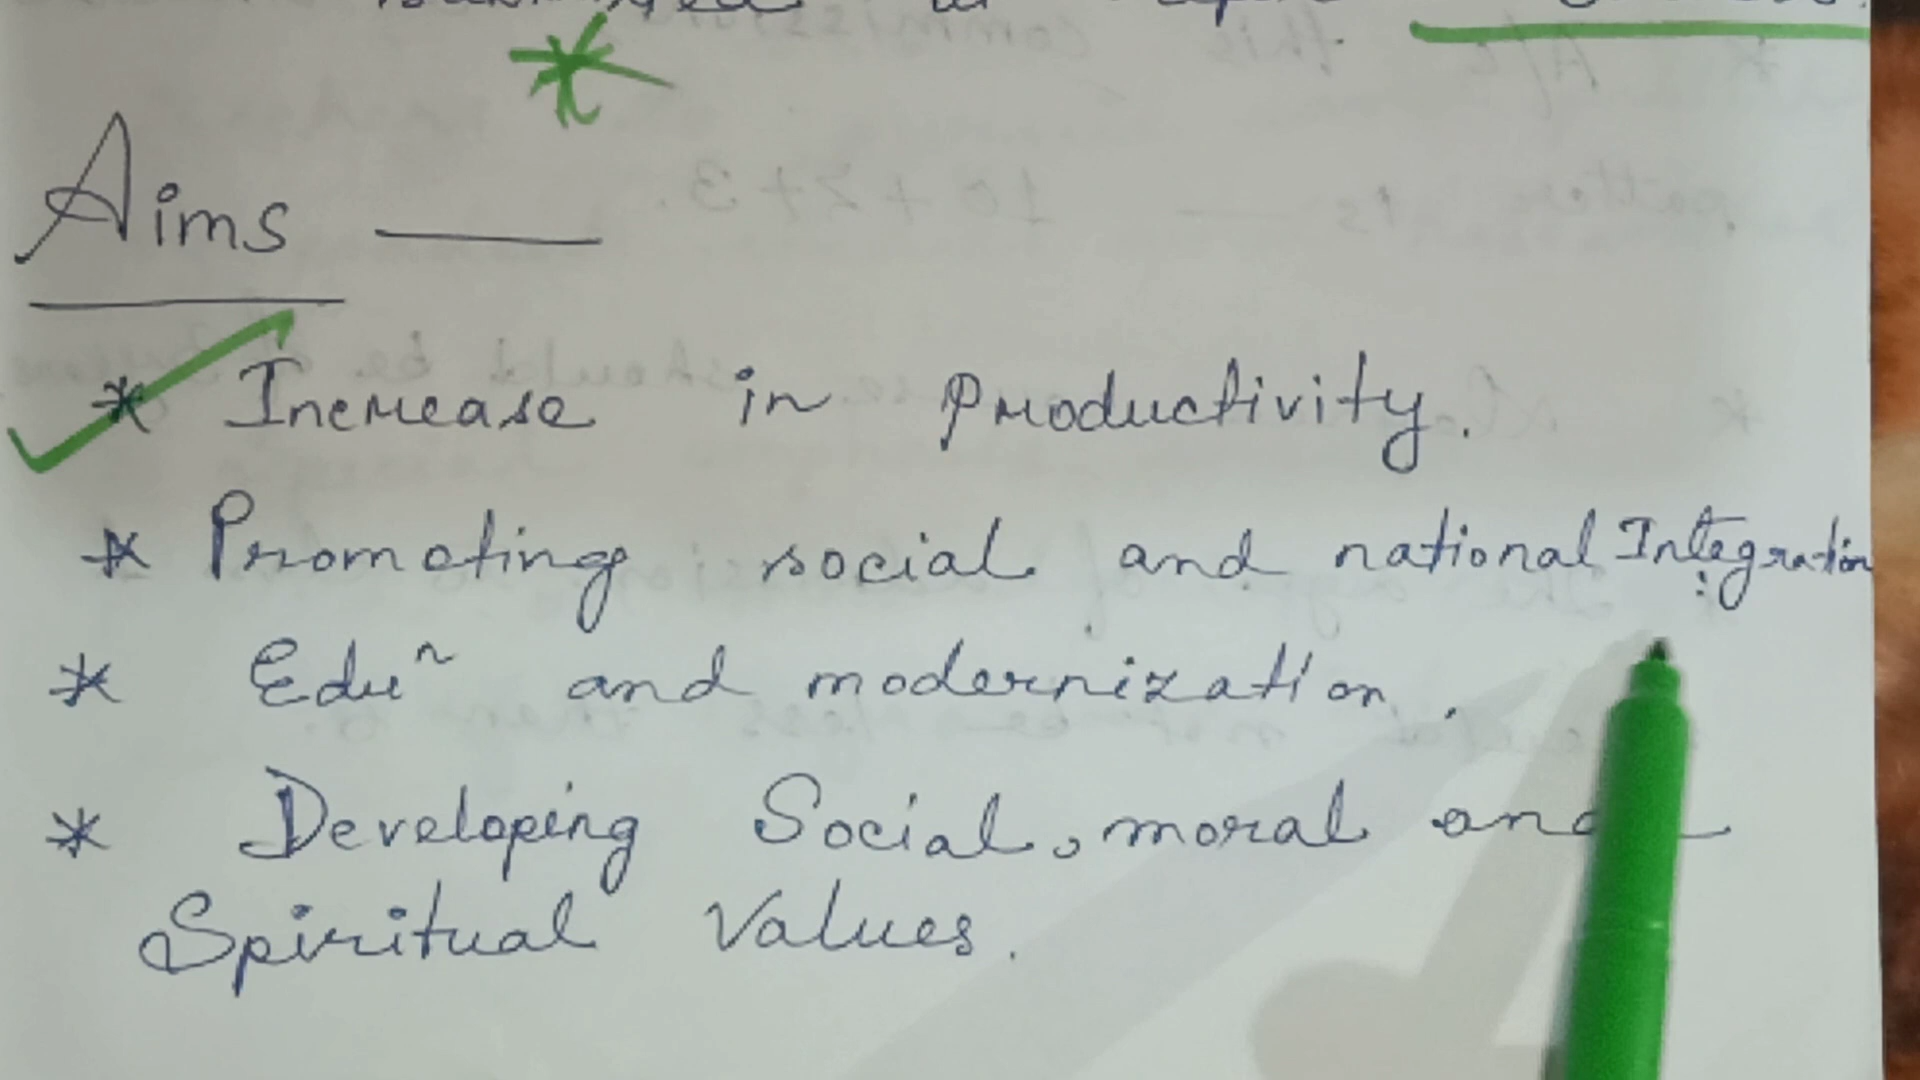 Aims —
* Increase in Productivity.
* Promoting social and national Integration
* Eduⁿ and modernization.
* Developing Social, moral and
Spiritual Values.